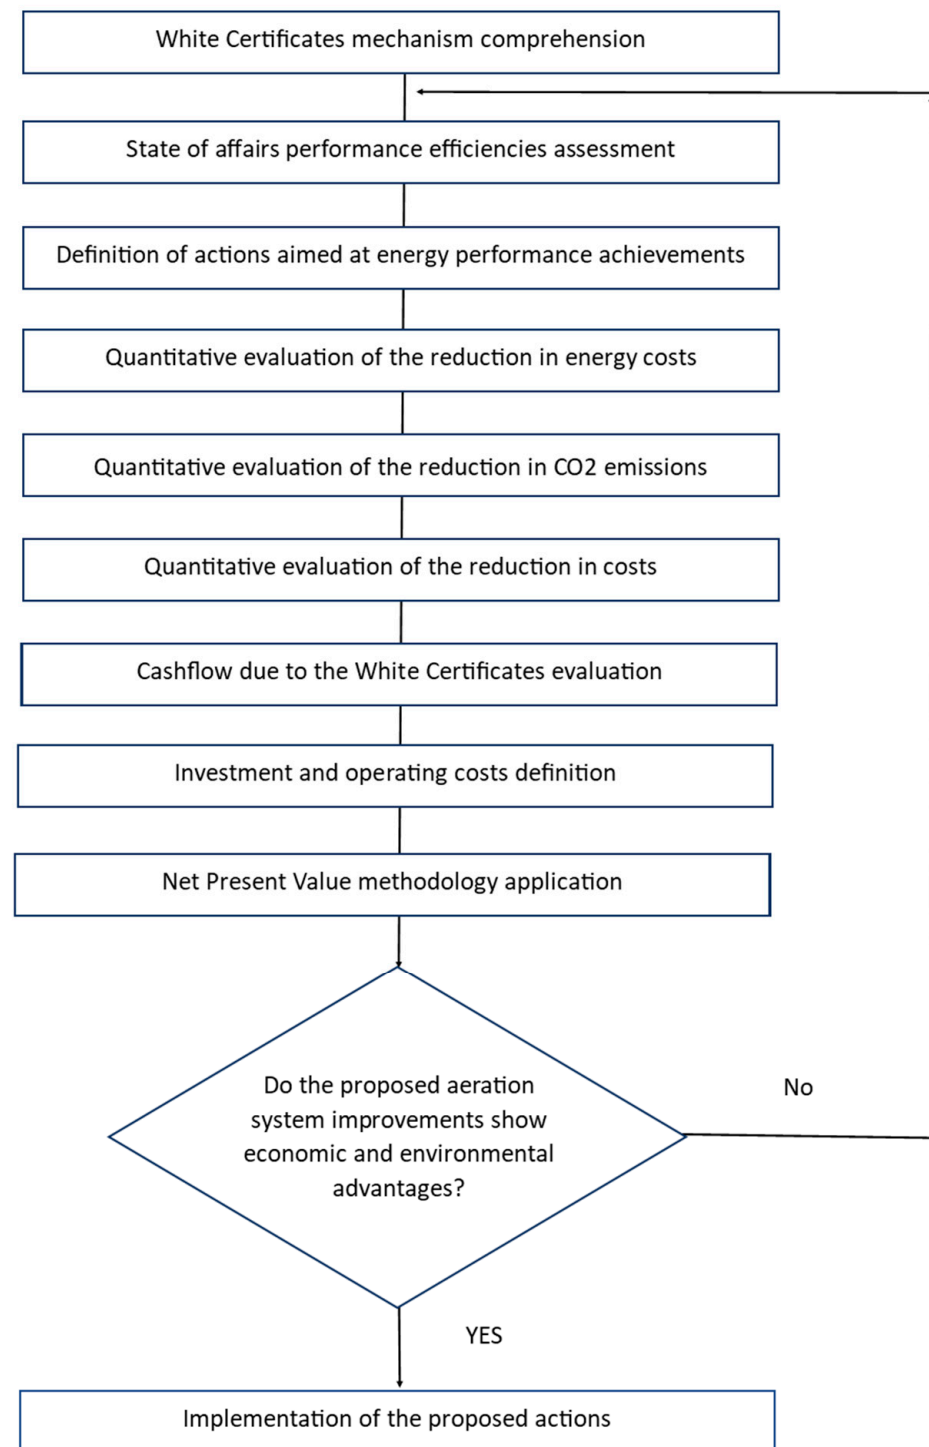 White Certificates mechanism comprehension
State of affairs performance efficiencies assessment
Definition of actions aimed at energy performance achievements
Quantitative evaluation of the reduction in energy costs
Quantitative evaluation of the reduction in CO2 emissions
Quantitative evaluation of the reduction in costs
Cashflow due to the White Certificates evaluation
Investment and operating costs definition
Net Present Value methodology application
Do the proposed aeration
system improvements show
economic and environmental
advantages?
No
YES
Implementation of the proposed actions